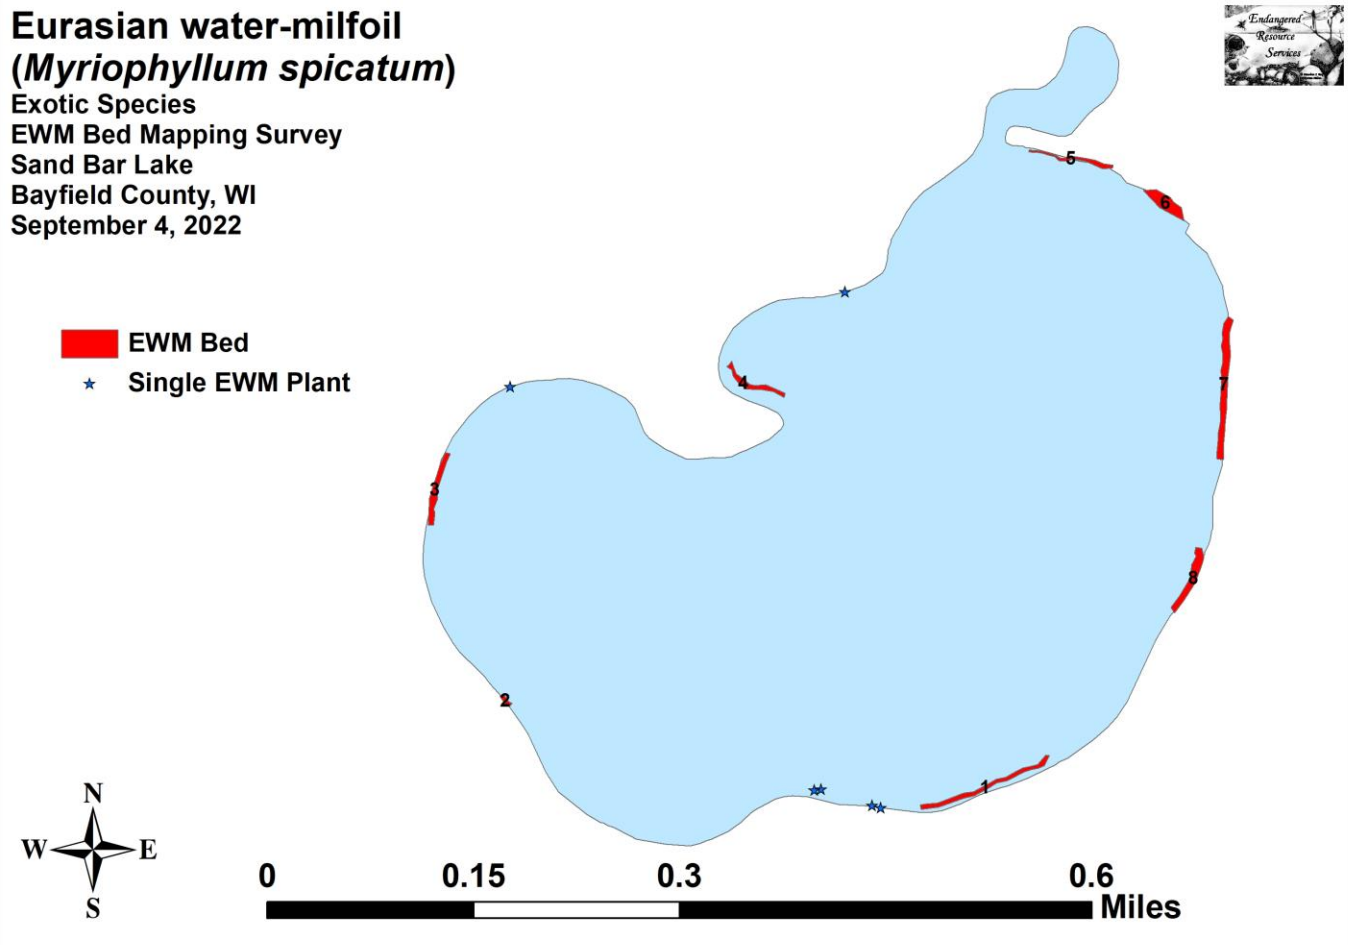 Eurasian water-milfoil
(Myriophyllum spicatum)
Exotic Species
EWM Bed Mapping Survey
Sand Bar Lake
Bayfield County, WI
September 4, 2022
Endangered
Resource
Services
EWM Bed
Single EWM Plant
5
6
4
7
3
8
2
1
N
W E
S
0 0.15 0.3 0.6
Miles